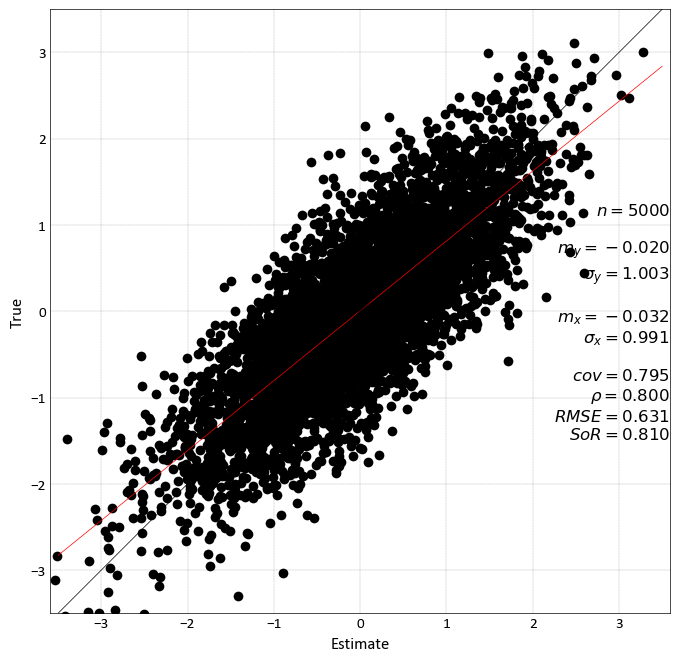 3
2
1
0
−1
−2
−3
True
n = 5000
m_y = −0.020
σ_y = 1.003
m_x = −0.032
σ_x = 0.991
cov = 0.795
ρ = 0.800
RMSE = 0.631
SoR = 0.810
−3 −2 −1 0 1 2 3
Estimate